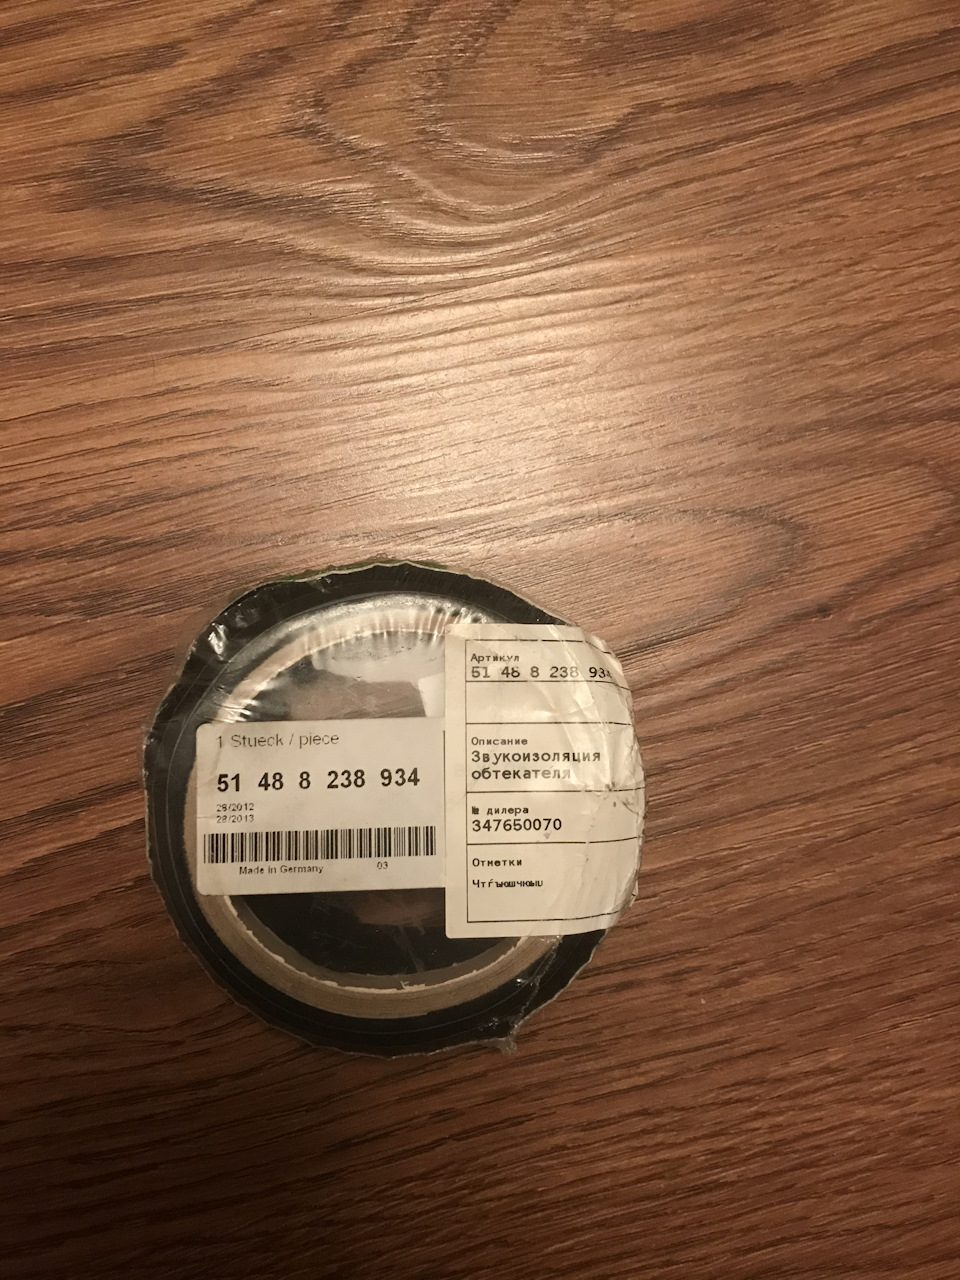 1 Stueck / piece
51 48 8 238 934
28/2012
28/2013
Made in Germany 03
Артикул
51 48 8 238 934
Описание
Звукоизоляция
обтекателя
№ дилера
347650070
Отметки